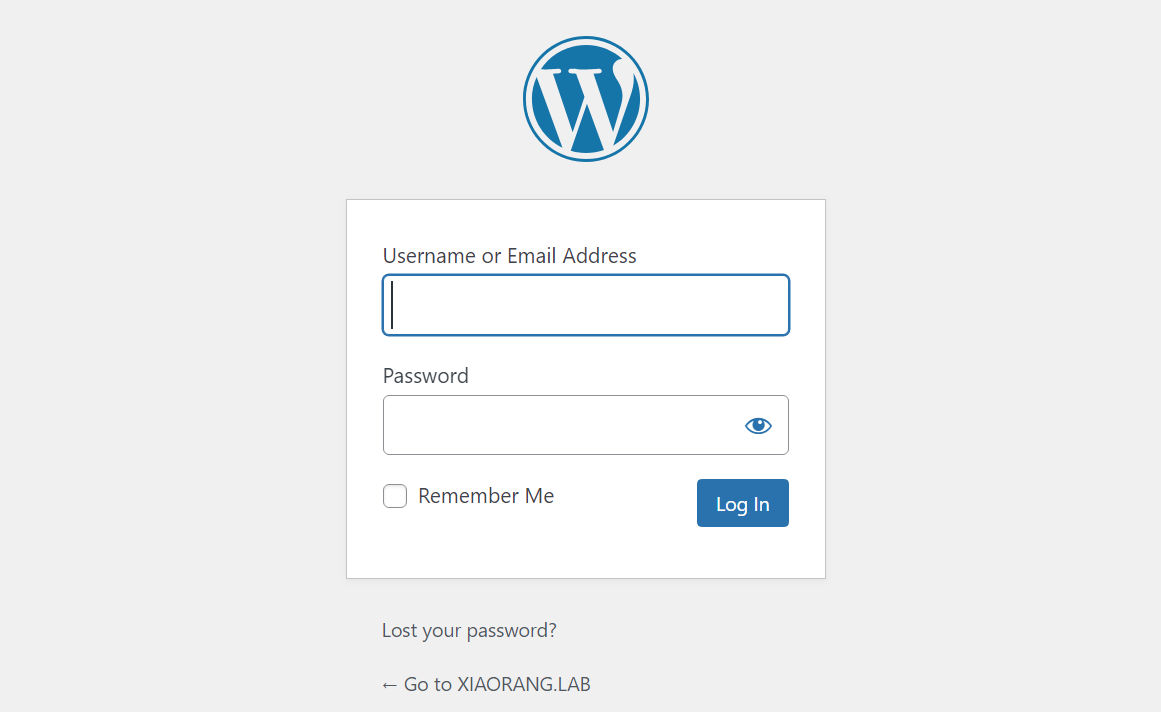 Username or Email Address
Password
Remember Me
Log In
Lost your password?
← Go to XIAORANG.LAB